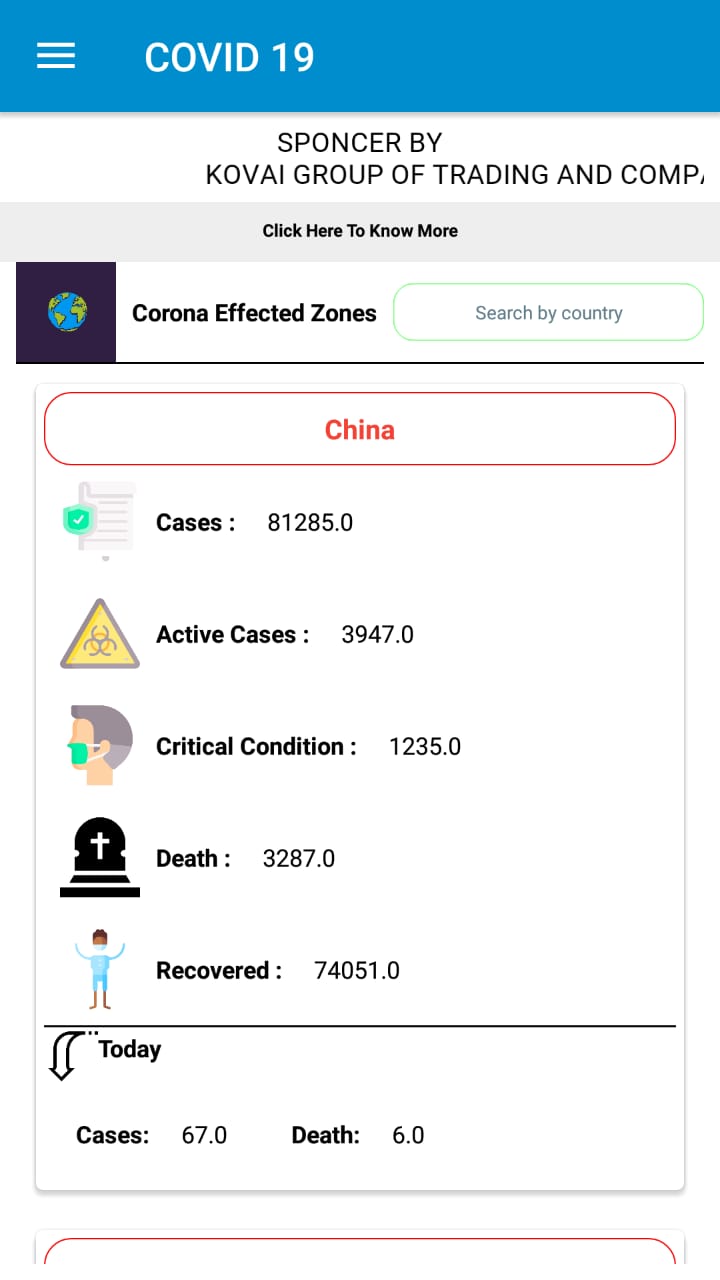 COVID 19
SPONCER BY
KOVAI GROUP OF TRADING AND
Click Here To Know More
Corona Effected Zones
Search by country
China
Cases : 81285.0
Active Cases : 3947.0
Critical Condition : 1235.0
Death : 3287.0
Recovered : 74051.0
Today
Cases: 67.0 Death: 6.0